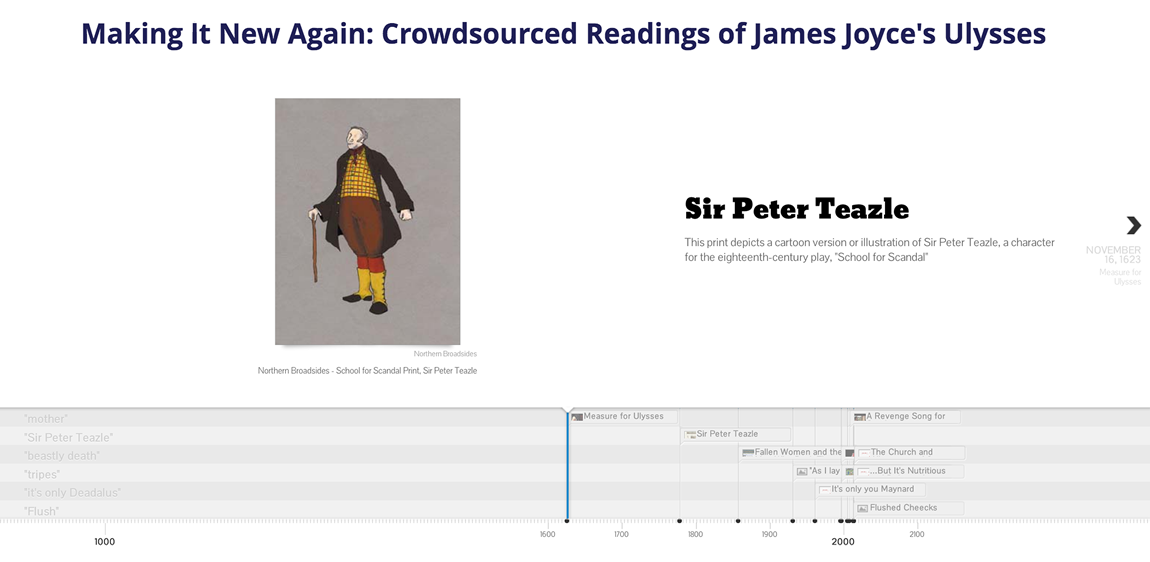 Making It New Again: Crowdsourced Readings of James Joyce's Ulysses
Sir Peter Teazle
This print depicts a cartoon version or illustration of Sir Peter Teazle, a character
for the eighteenth-century play, "School for Scandal"
NOVEMBER
16, 1623
Measure for
Ulysses
Northern Broadsides
Northern Broadsides - School for Scandal Print, Sir Peter Teazle
"mother"
Measure for Ulysses
A Revenge Song for
"Sir Peter Teazle"
Sir Peter Teazle
"beastly death"
Fallen Women and the
The Church and
"tripes"
"As I lay
...But It's Nutritious
"it's only Deadalus"
It's only you Maynard
"Flush"
Flushed Cheecks
1000
1600
1700
1800
1900
2000
2100